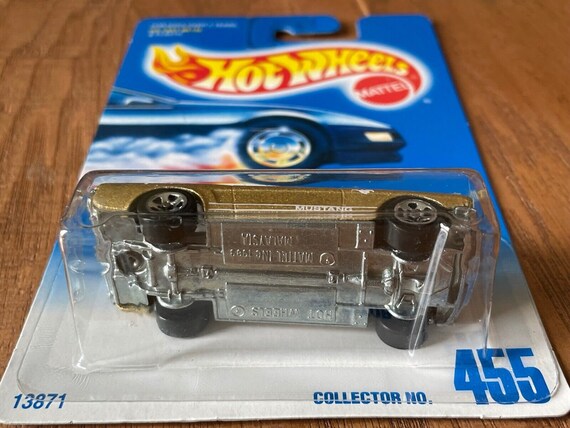 Hot Wheels
MATTEL
MUSTANG
© MATTEL INC 1993
MALAYSIA
HOT WHEELS ©
13871
COLLECTOR NO. 455